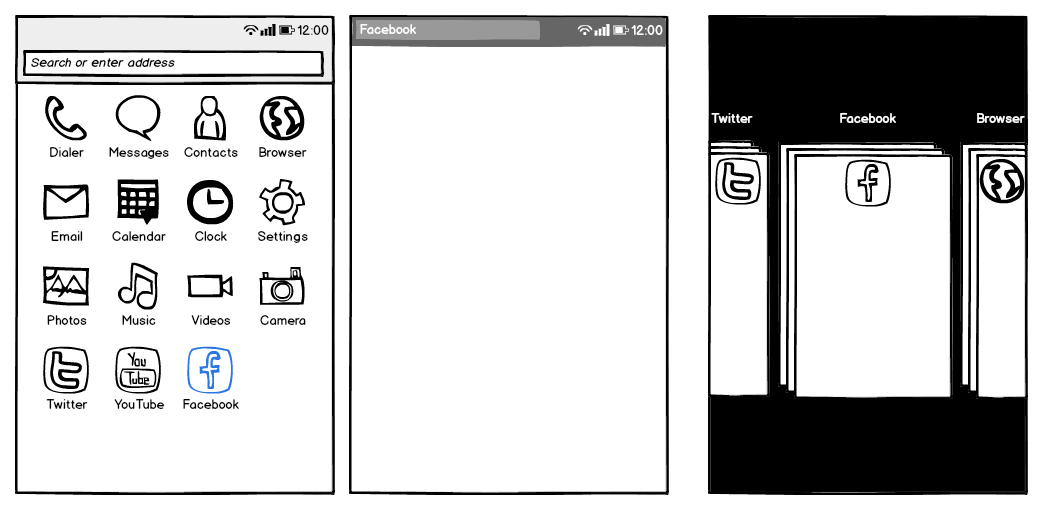 12:00
Search or enter address
Dialer Messages Contacts Browser
Email Calendar Clock Settings
Photos Music Videos Camera
You
Tube
Twitter YouTube Facebook
Facebook 12:00
Twitter Facebook Browser